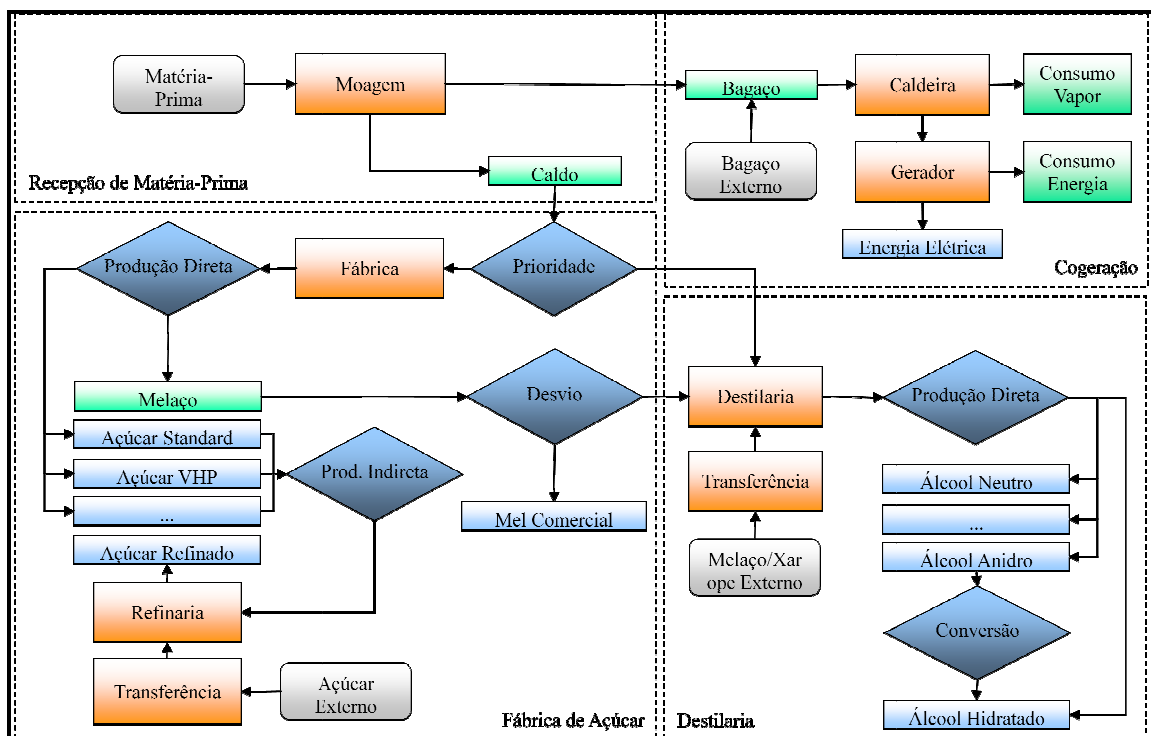 Matéria-
Prima
Moagem
Caldo
Recepção de Matéria-Prima
Bagaço
Caldeira
Consumo
Vapor
Bagaço
Externo
Gerador
Consumo
Energia
Energia Elétrica
Cogeração
Produção Direta
Fábrica
Prioridade
Melaço
Desvio
Açúcar Standard
Açúcar VHP
...
Prod. Indireta
Mel Comercial
Açúcar Refinado
Refinaria
Transferência
Açúcar
Externo
Fábrica de Açúcar
Destilaria
Produção Direta
Transferência
Álcool Neutro
...
Melaço/Xar
ope Externo
Álcool Anidro
Conversão
Álcool Hidratado
Destilaria